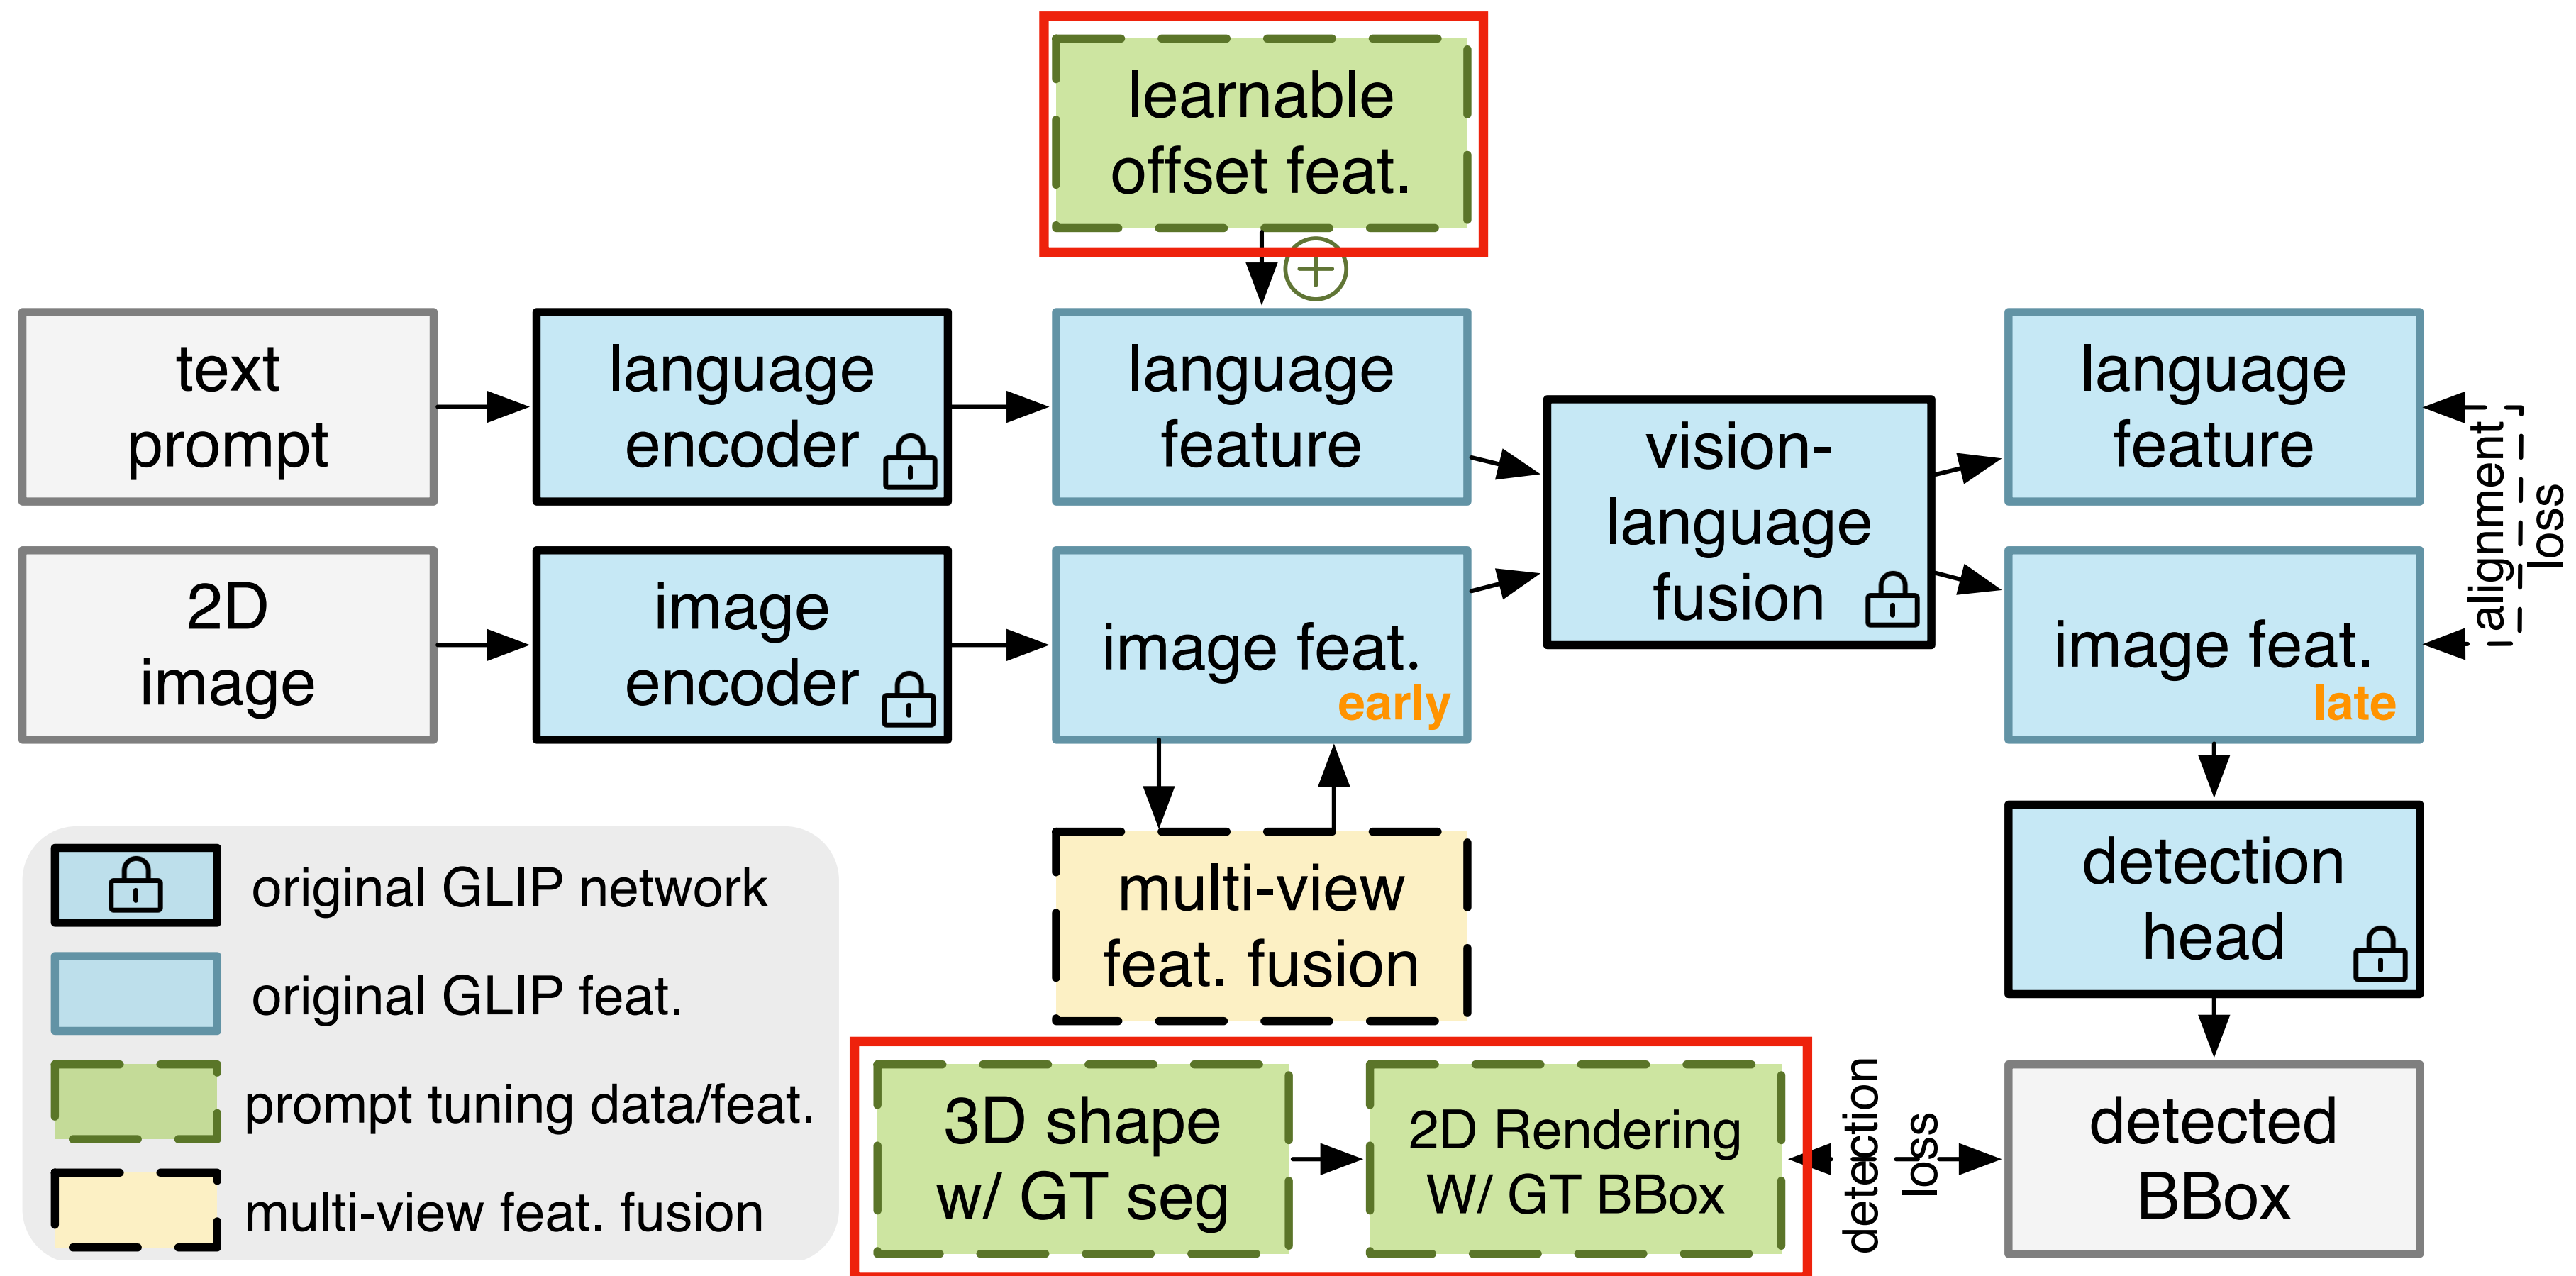 learnable
offset feat.
text
prompt
language
encoder
language
feature
vision-
language
fusion
language
feature
alignment
loss
2D
image
image
encoder
image feat.
early
image feat.
late
multi-view
feat. fusion
detection
head
original GLIP network
original GLIP feat.
prompt tuning data/feat.
multi-view feat. fusion
3D shape
w/ GT seg
2D Rendering
W/ GT BBox
detection
loss
detected
BBox